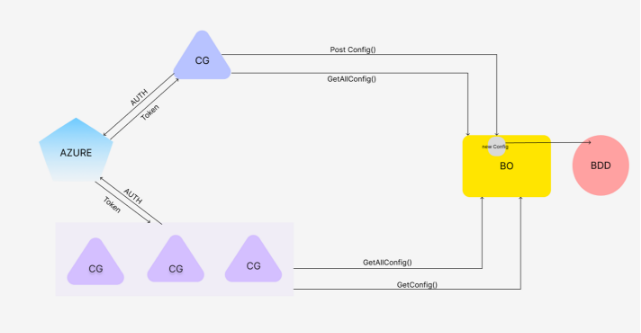 Post Config()
CG
GetAllConfig()
AUTH
Token
AZURE
new Config
BO
BDD
AUTH
Token
CG
CG
CG
GetAllConfig()
GetConfig()